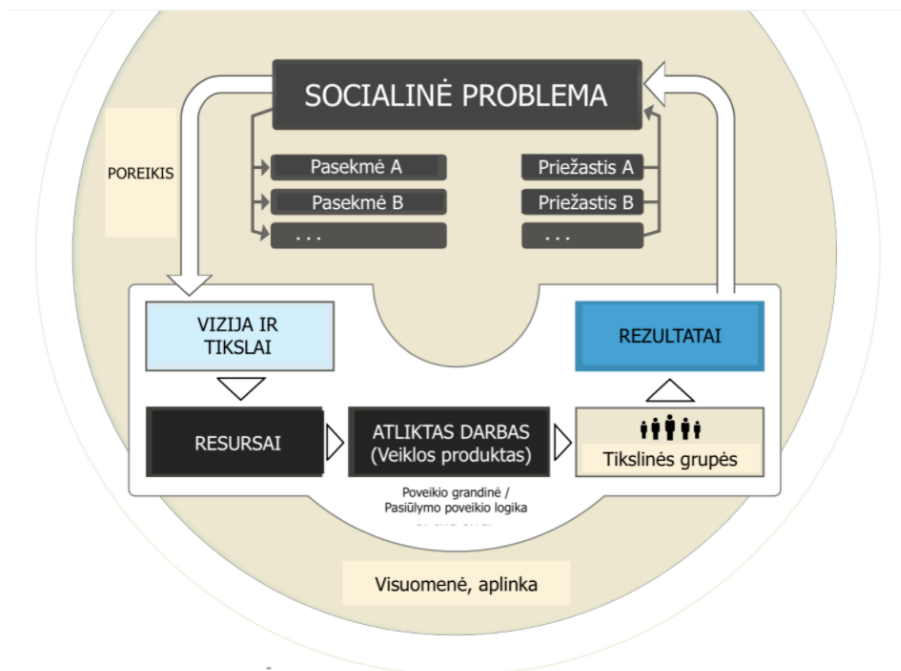 SOCIALINĖ PROBLEMA
POREIKIS
Pasekmė A
Pasekmė B
...
Priežastis A
Priežastis B
...
VIZIJA IR
TIKSLAI
REZULTATAI
RESURSAI
ATLIKTAS DARBAS
(Veiklos produktas)
Tikslinės grupės
Poveikio grandinė /
Pasiūlymo poveikio logika
Visuomenė, aplinka